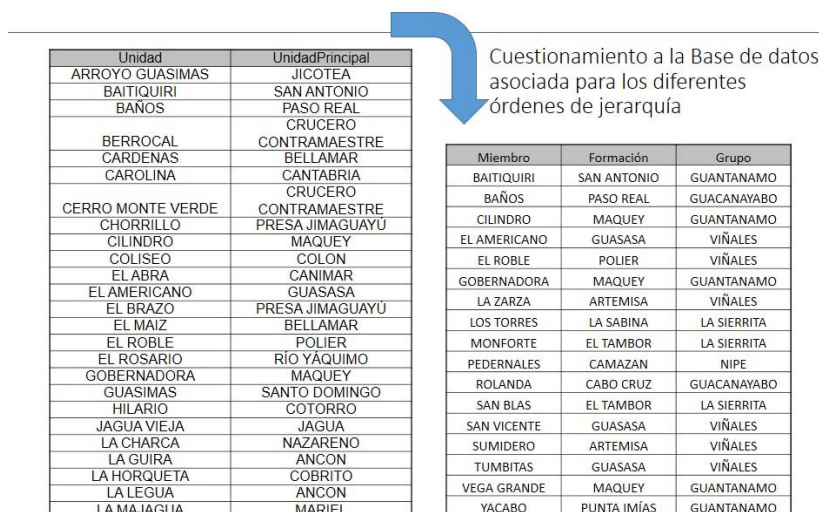 Cuestionamiento a la Base de datos
asociada para los diferentes
órdenes de jerarquía
Unidad UnidadPrincipal
ARROYO GUASIMAS JICOTEA
BAITIQUIRI SAN ANTONIO
BAÑOS PASO REAL
BERROCAL CRUCERO CONTRAMAESTRE
CARDENAS BELLAMAR
CAROLINA CANTABRIA
CERRO MONTE VERDE CRUCERO CONTRAMAESTRE
CHORRILLO PRESA JIMAGUAYÚ
CILINDRO MAQUEY
COLISEO COLON
EL ABRA CANIMAR
EL AMERICANO GUASASA
EL BRAZO PRESA JIMAGUAYÚ
EL MAIZ BELLAMAR
EL ROBLE POLIER
EL ROSARIO RÍO YÁQUIMO
GOBERNADORA MAQUEY
GUASIMAS SANTO DOMINGO
HILARIO COTORRO
JAGUA VIEJA JAGUA
LA CHARCA NAZARENO
LA GUIRA ANCON
LA HORQUETA COBRITO
LA LEGUA ANCON
LA MAJAGUA MARIEL
Miembro Formación Grupo
BAITIQUIRI SAN ANTONIO GUANTANAMO
BAÑOS PASO REAL GUACANAYABO
CILINDRO MAQUEY GUANTANAMO
EL AMERICANO GUASASA VIÑALES
EL ROBLE POLIER VIÑALES
GOBERNADORA MAQUEY GUANTANAMO
LA ZARZA ARTEMISA VIÑALES
LOS TORRES LA SABINA LA SIERRITA
MONFORTE EL TAMBOR LA SIERRITA
PEDERNALES CAMAZAN NIPE
ROLANDA CABO CRUZ GUACANAYABO
SAN BLAS EL TAMBOR LA SIERRITA
SAN VICENTE GUASASA VIÑALES
SUMIDERO ARTEMISA VIÑALES
TUMBITAS GUASASA VIÑALES
VEGA GRANDE MAQUEY GUANTANAMO
YACABO PUNTA IMÍAS GUANTANAMO